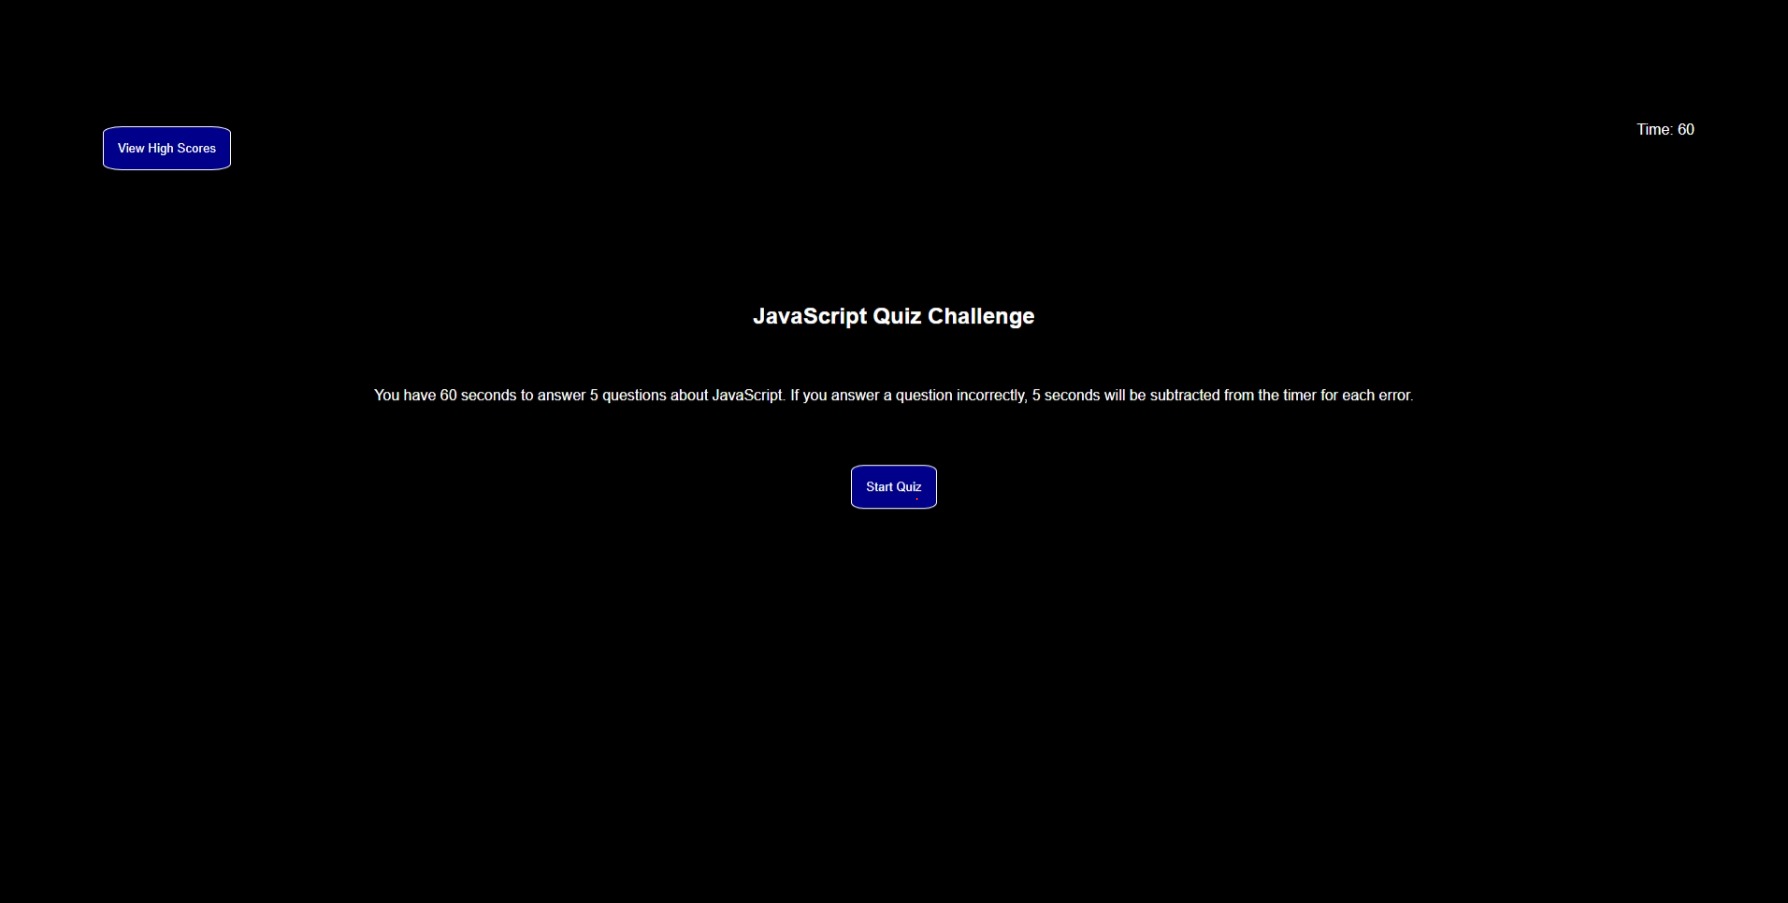 View High Scores
Time: 60
JavaScript Quiz Challenge
You have 60 seconds to answer 5 questions about JavaScript. If you answer a question incorrectly, 5 seconds will be subtracted from the timer for each error.
Start Quiz